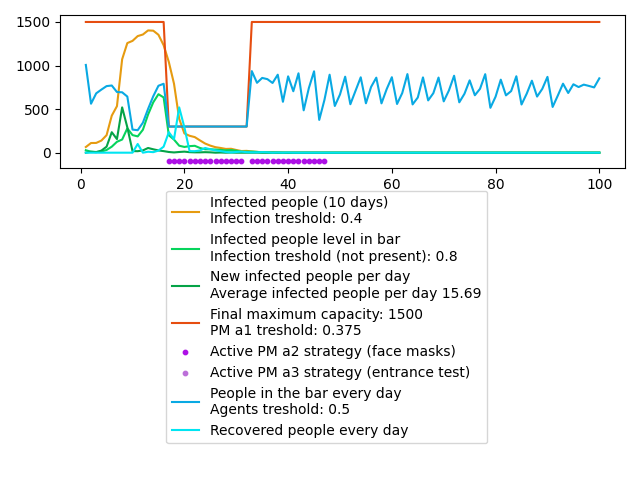 1500
1000
500
0
0 20 40 60 80 100
Infected people (10 days)
Infection treshold: 0.4
Infected people level in bar
Infection treshold (not present): 0.8
New infected people per day
Average infected people per day 15.69
Final maximum capacity: 1500
PM a1 treshold: 0.375
Active PM a2 strategy (face masks)
Active PM a3 strategy (entrance test)
People in the bar every day
Agents treshold: 0.5
Recovered people every day